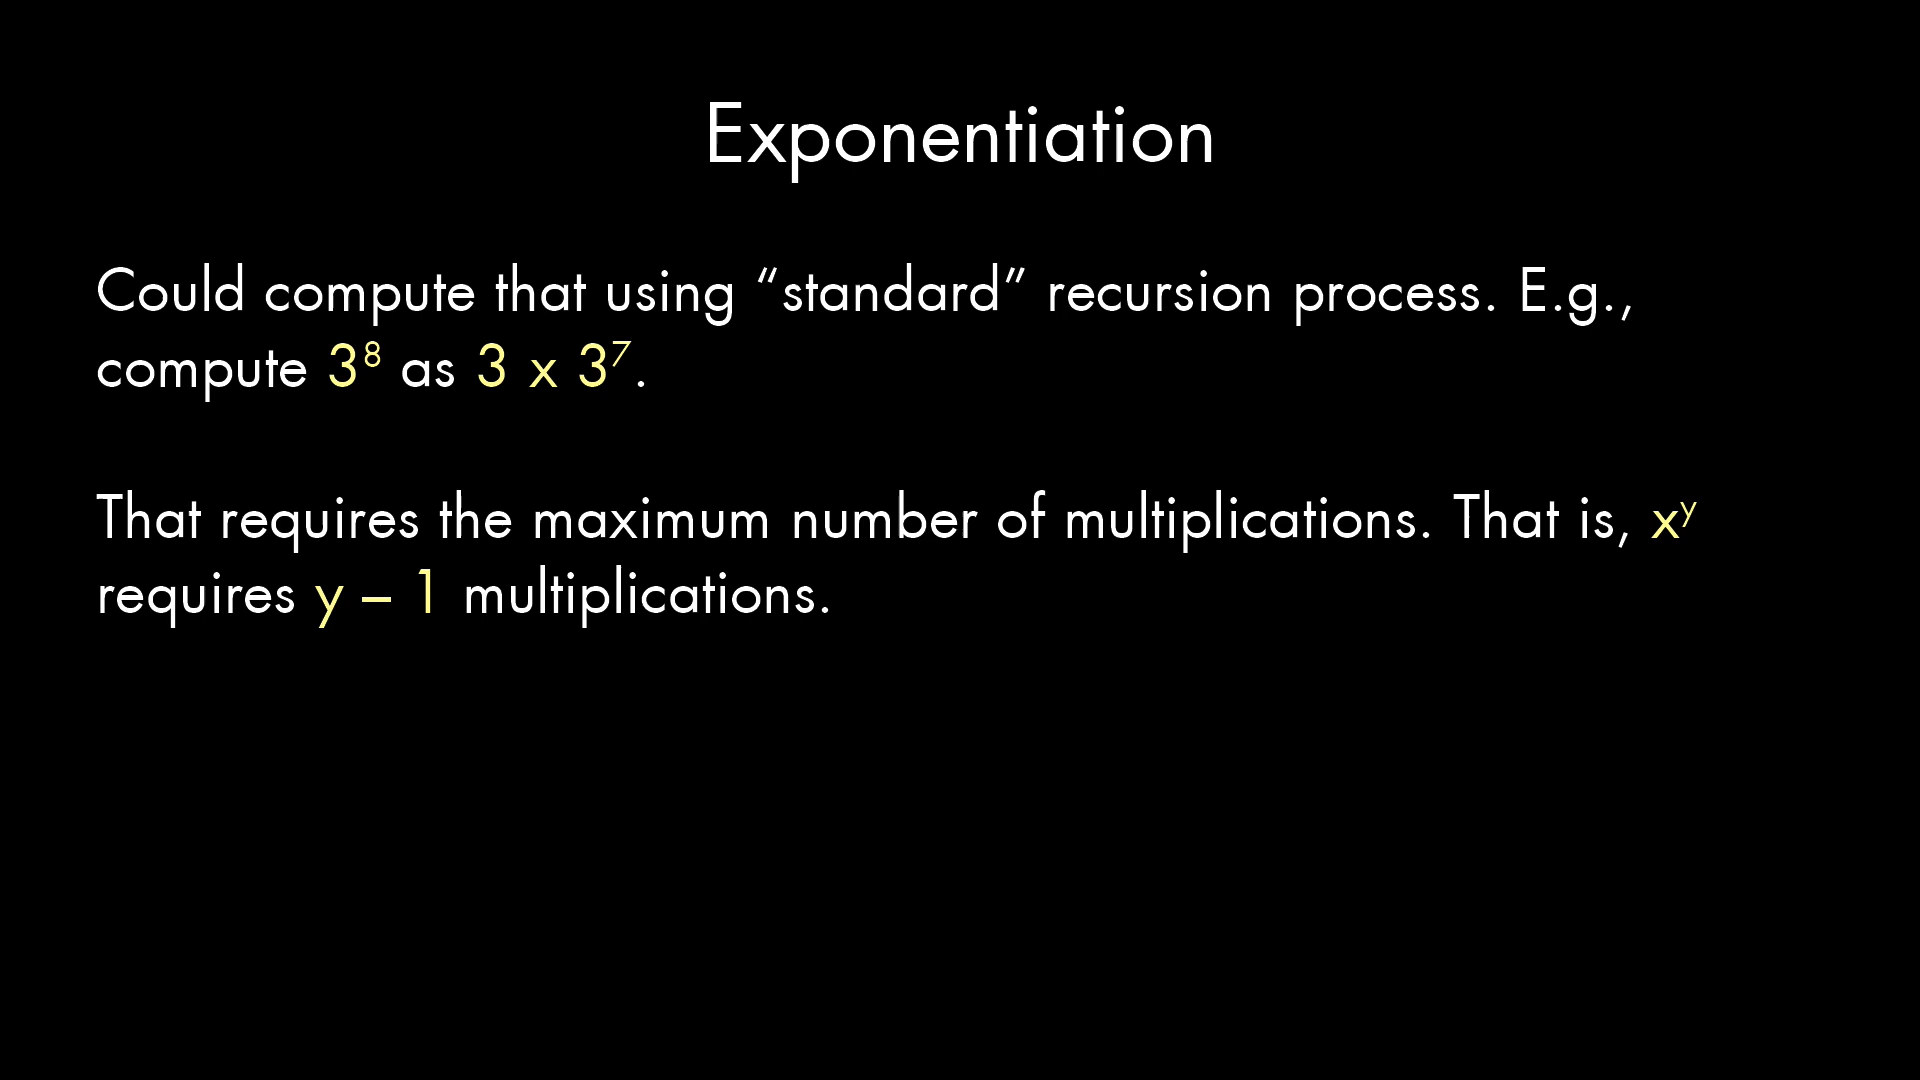 Exponentiation
Could compute that using “standard” recursion process. E.g.,
compute 3⁸ as 3 x 3⁷.
That requires the maximum number of multiplications. That is, xʸ
requires y – 1 multiplications.